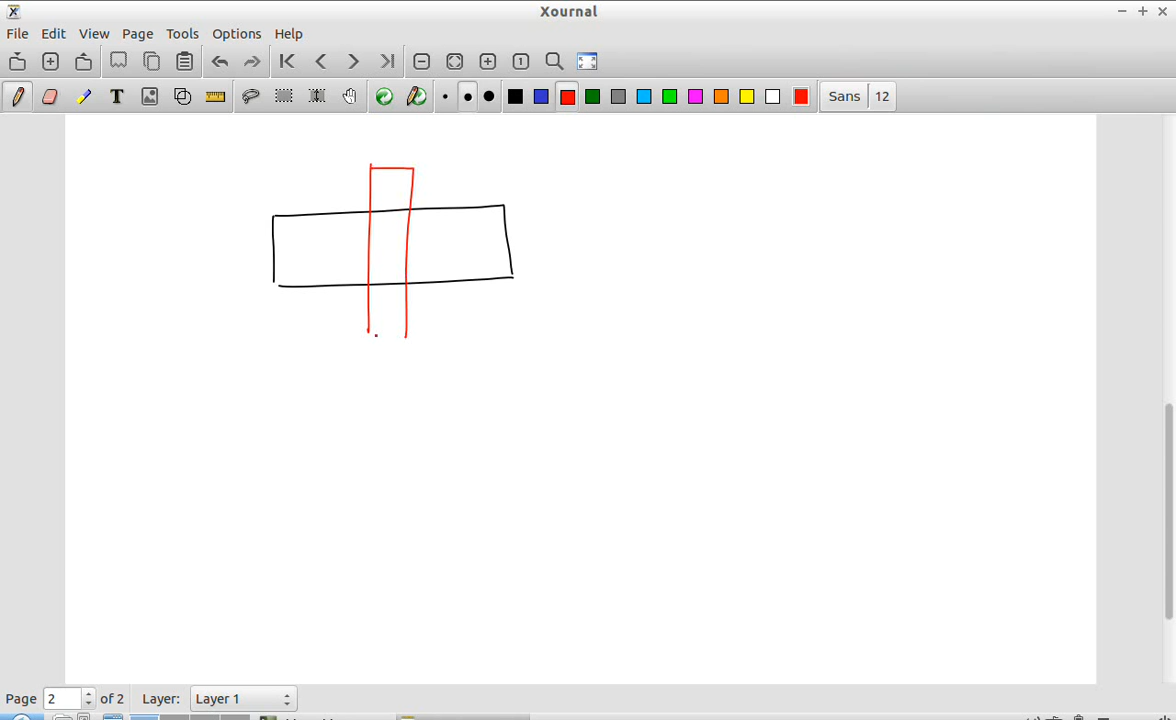 Xournal
File Edit View Page Tools Options Help
T Sans 12
Page 2 of 2 Layer: Layer 1